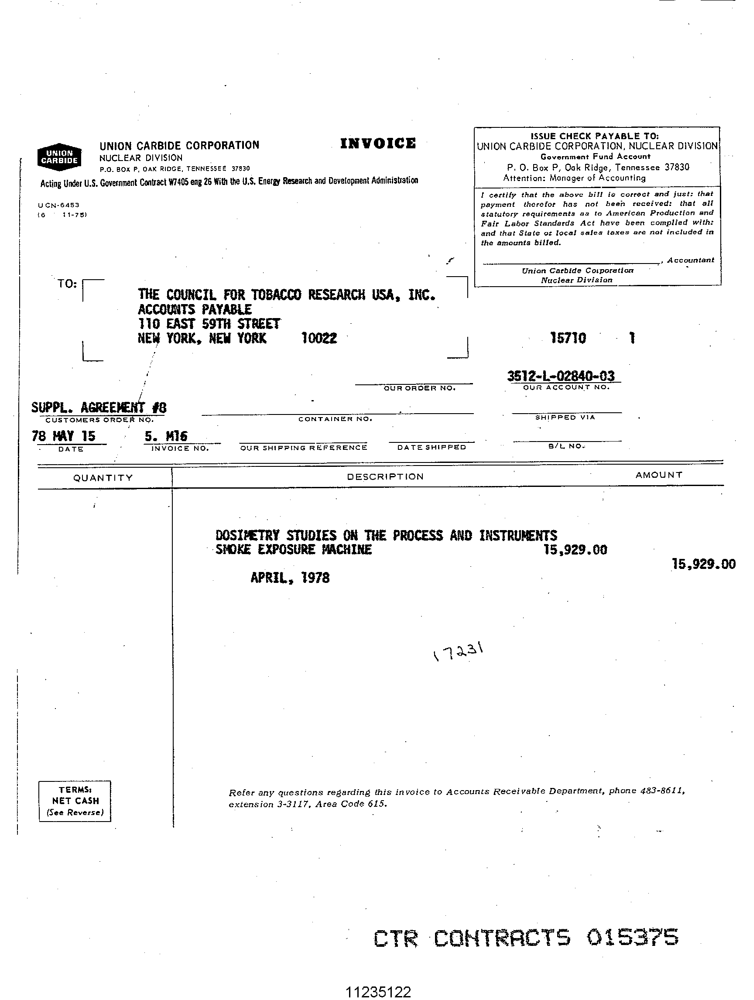 UNION CARBIDE
UNION CARBIDE CORPORATION
NUCLEAR DIVISION
P.O. BOX P, OAK RIDGE, TENNESSEE 37830
INVOICE
Acting Under U.S. Government Contract W7405 eng 26 With the U.S. Energy Research and Development Administration
UCN-6453
(6 11-75)
ISSUE CHECK PAYABLE TO:
UNION CARBIDE CORPORATION, NUCLEAR DIVISION
Government Fund Account
P. O. Box P, Oak Ridge, Tennessee 37830
Attention: Manager of Accounting
I certify that the above bill is correct and just: that
payment therefor has not been received: that all
statutory requirements as to American Production and
Fair Labor Standards Act have been complied with:
and that State or local sales taxes are not included in
the amounts billed.
, Accountant
Union Carbide Corporation
Nuclear Division
TO:
THE COUNCIL FOR TOBACCO RESEARCH USA, INC.
ACCOUNTS PAYABLE
110 EAST 59TH STREET
NEW YORK, NEW YORK 10022
15710 1
3512-L-02840-03
OUR ORDER NO. OUR ACCOUNT NO.
SUPPL. AGREEMENT #8
CUSTOMERS ORDER NO. CONTAINER NO. SHIPPED VIA
78 MAY 15 5. M16
DATE INVOICE NO. OUR SHIPPING REFERENCE DATE SHIPPED B/L NO.
QUANTITY DESCRIPTION AMOUNT
DOSIMETRY STUDIES ON THE PROCESS AND INSTRUMENTS
SMOKE EXPOSURE MACHINE 15,929.00
15,929.00
APRIL, 1978
17231
TERMS:
NET CASH
(See Reverse)
Refer any questions regarding this invoice to Accounts Receivable Department, phone 483-8611,
extension 3-3117, Area Code 615.
CTR CONTRACTS 015375
11235122